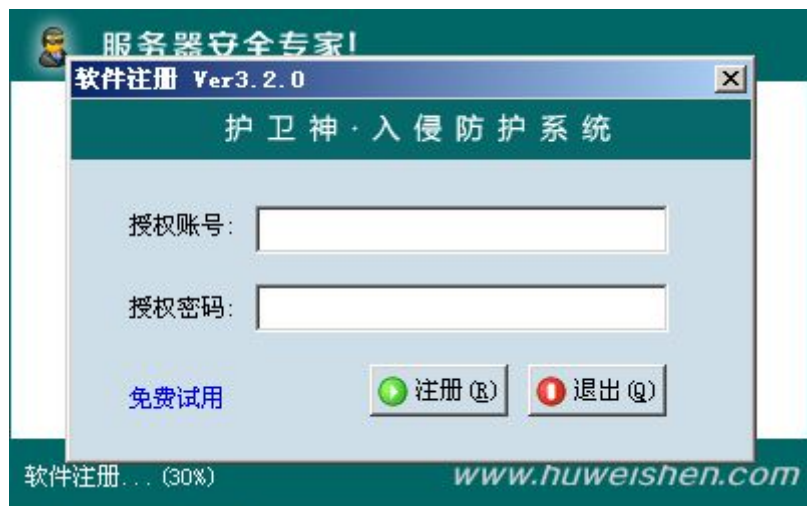 服务器安全专家!
软件注册 Ver3.2.0
护卫神·入侵防护系统
授权账号:
授权密码:
免费试用
注册(R)
退出(Q)
软件注册...(30%)
www.huweishen.com